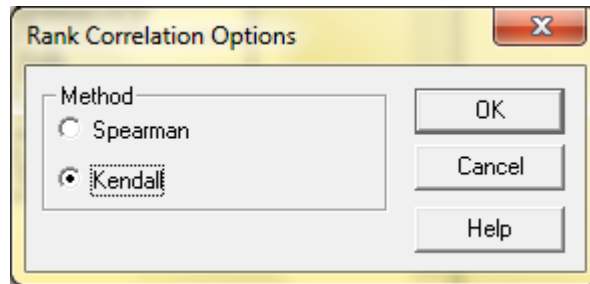 Rank Correlation Options
Method
Spearman
Kendall
OK
Cancel
Help